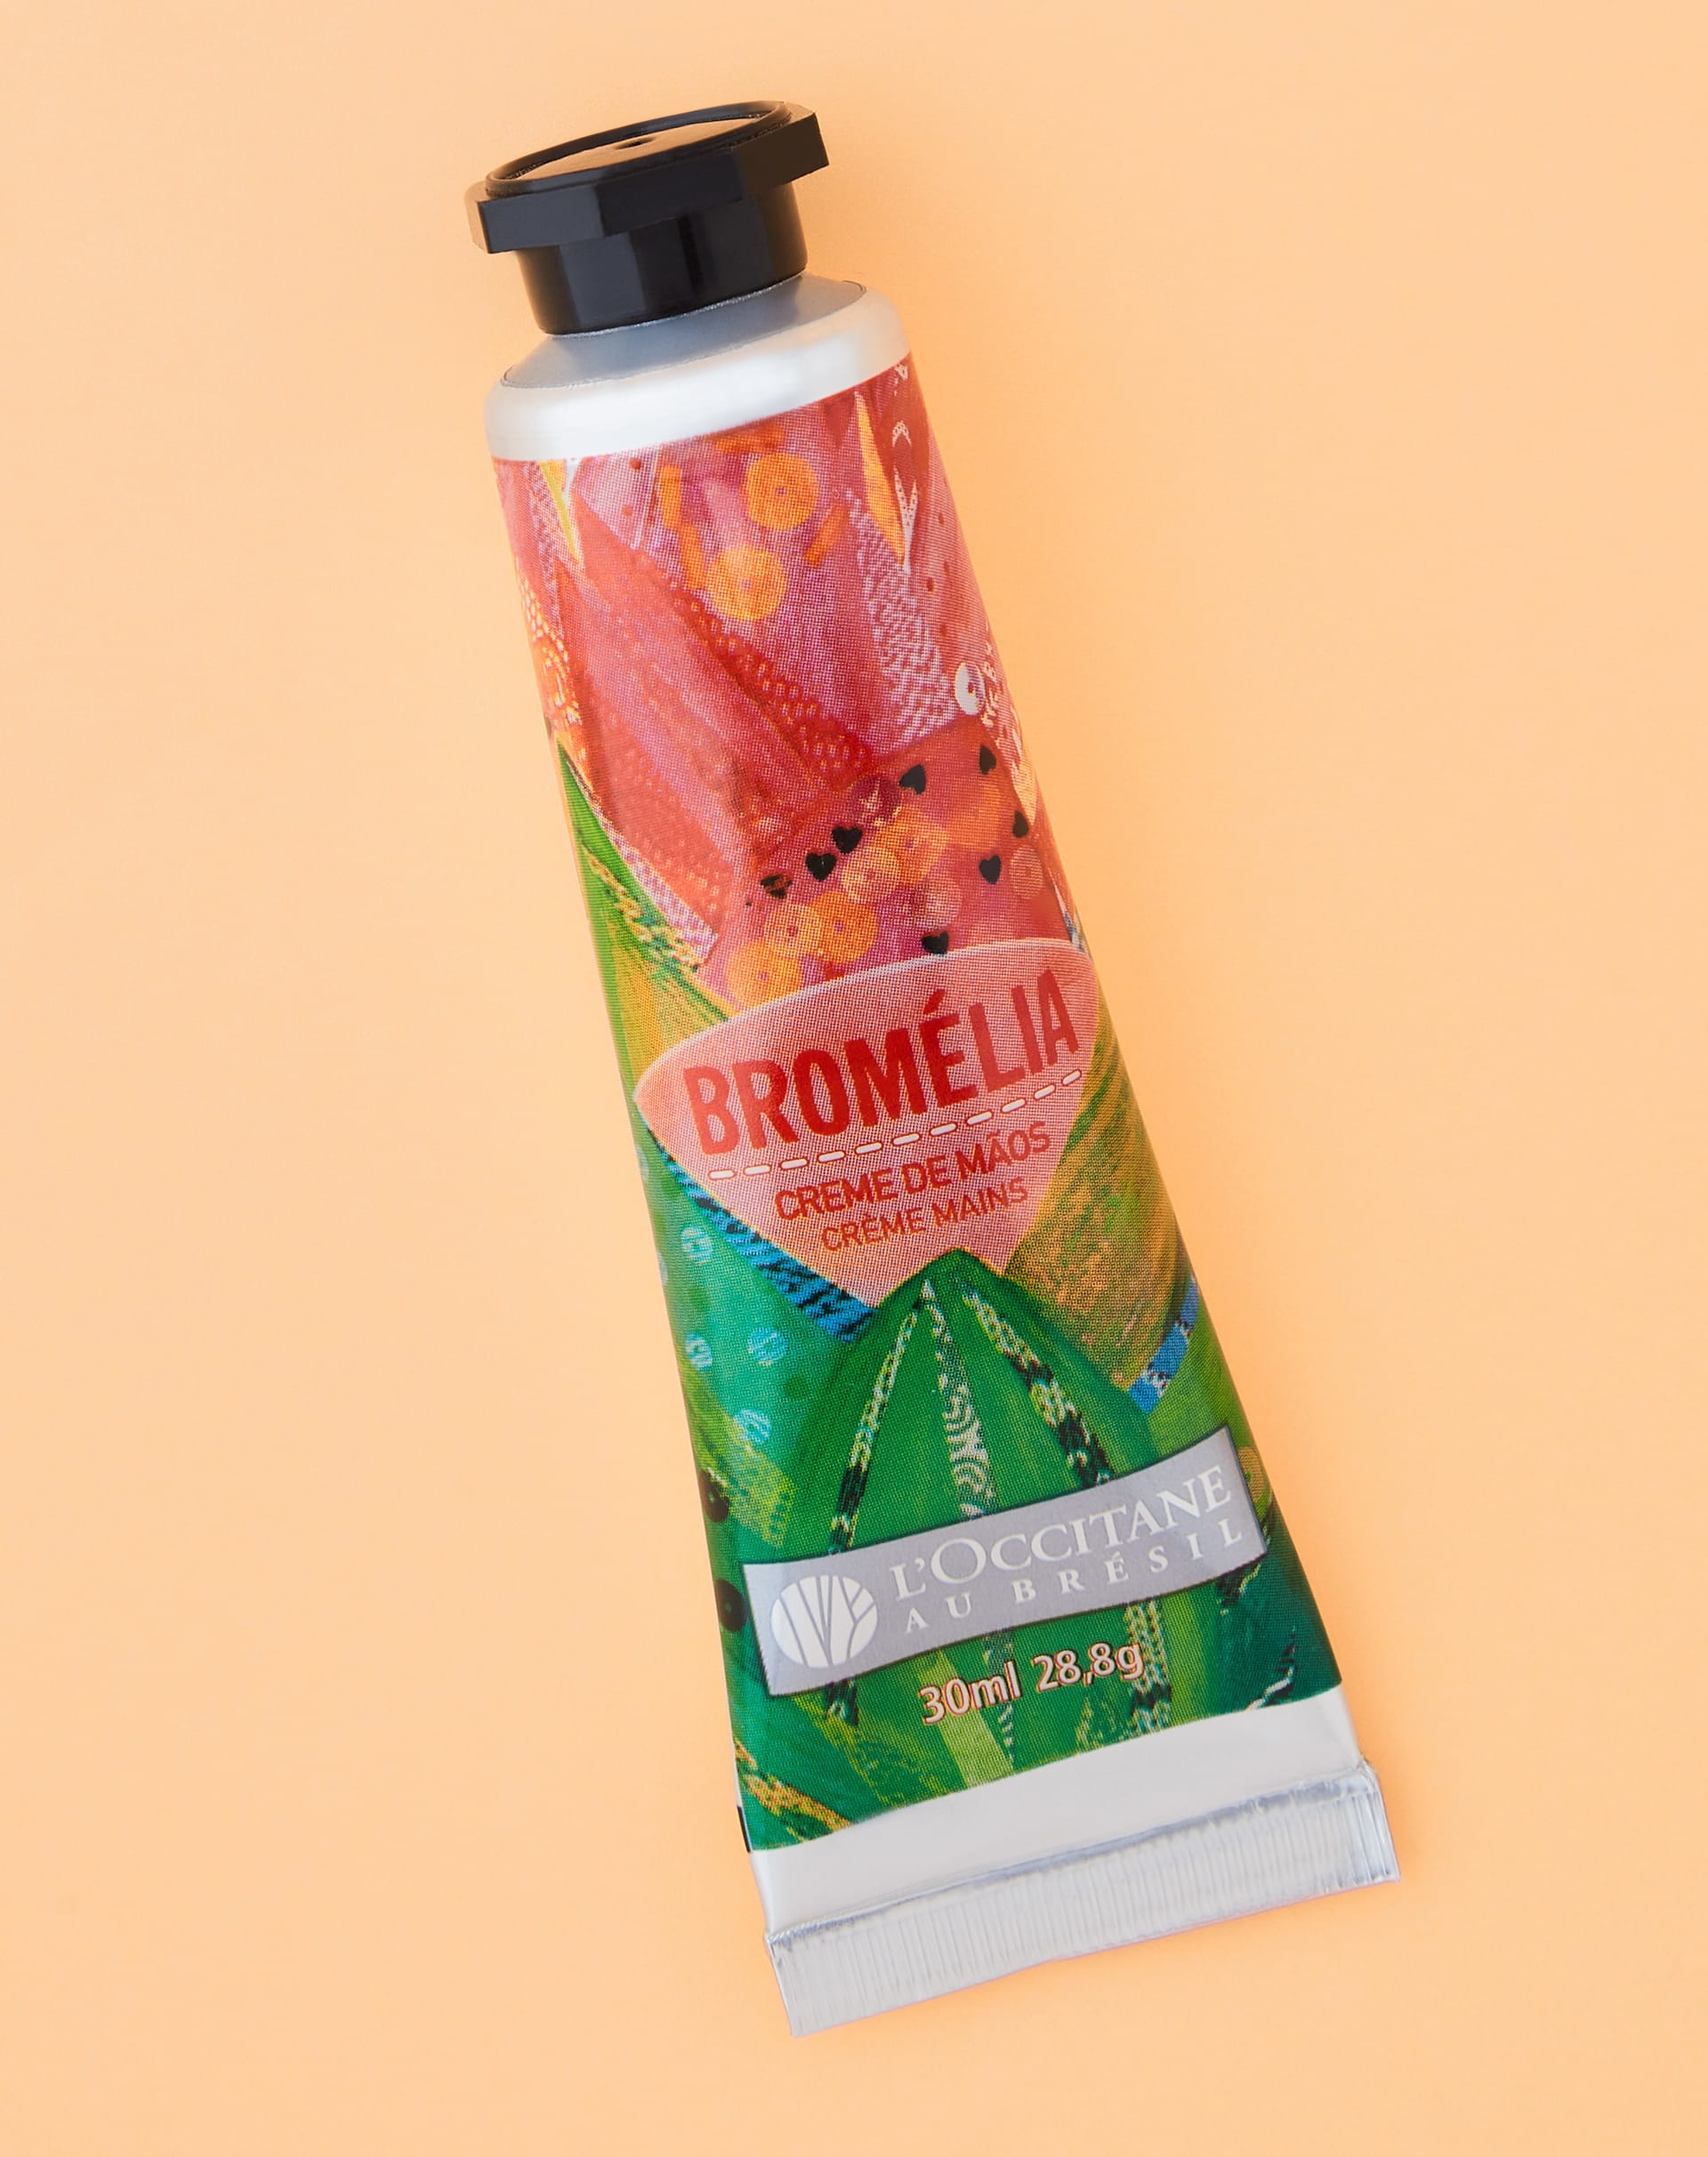 BROMÉLIA
CREME DE MÃOS
CRÈME MAINS
L'OCCITANE
AU BRÉSIL
30ml 28,8g